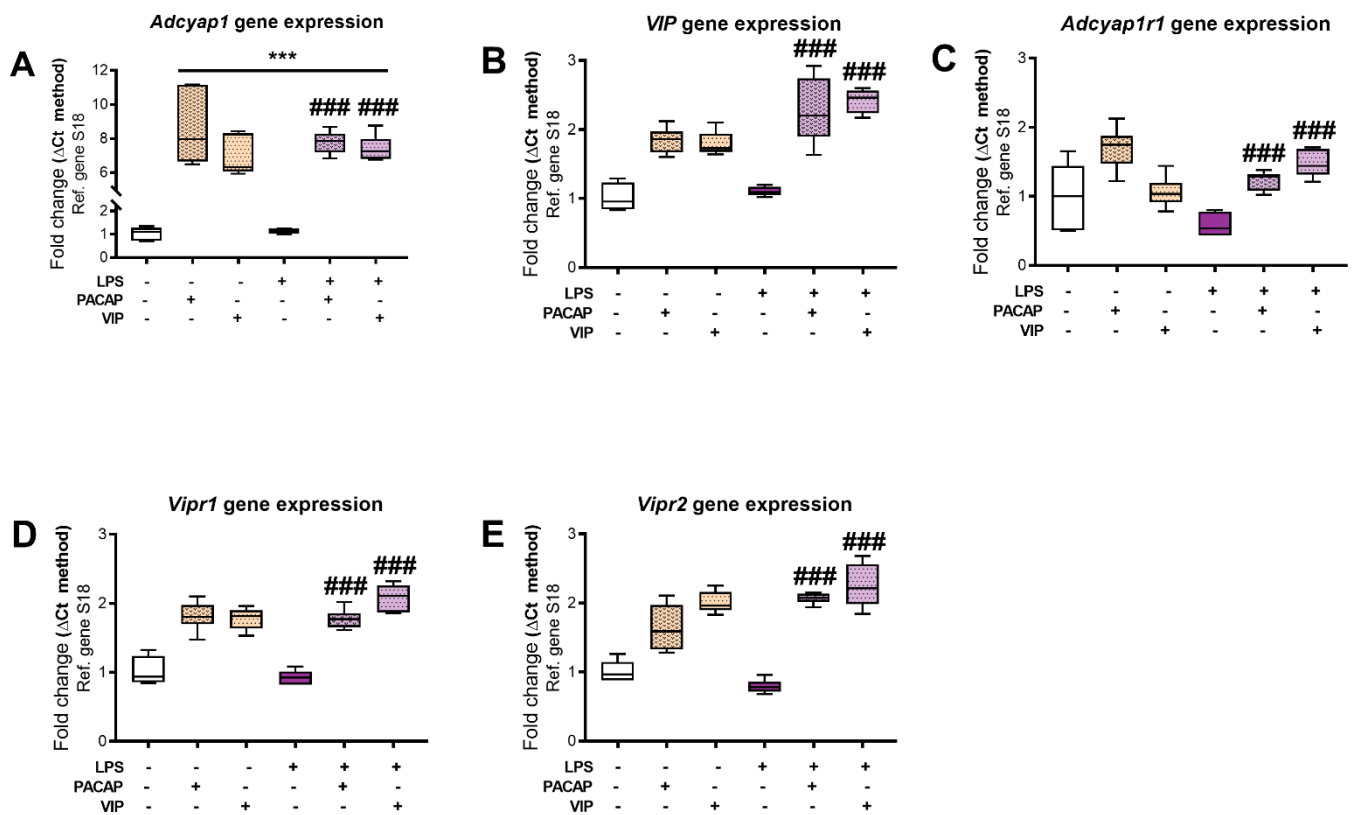 Adcyap1 gene expression
A
Fold change (ΔCt method)
Ref. gene S18
12
10
8
6
2
1
0
***
###
###
LPS - - - + + +
PACAP - + - - + -
VIP - - + - - +
VIP gene expression
B
Fold change (ΔCt method)
Ref. gene S18
3
2
1
0
###
###
LPS - - - + + +
PACAP - + - - + -
VIP - - + - - +
Adcyap1r1 gene expression
C
Fold change (ΔCt method)
Ref. gene S18
3
2
1
0
###
###
LPS - - - + + +
PACAP - + - - + -
VIP - - + - - +
Vipr1 gene expression
D
Fold change (ΔCt method)
Ref. gene S18
3
2
1
0
###
###
LPS - - - + + +
PACAP - + - - + -
VIP - - + - - +
Vipr2 gene expression
E
Fold change (ΔCt method)
Ref. gene S18
3
2
1
0
###
###
LPS - - - + + +
PACAP - + - - + -
VIP - - + - - +